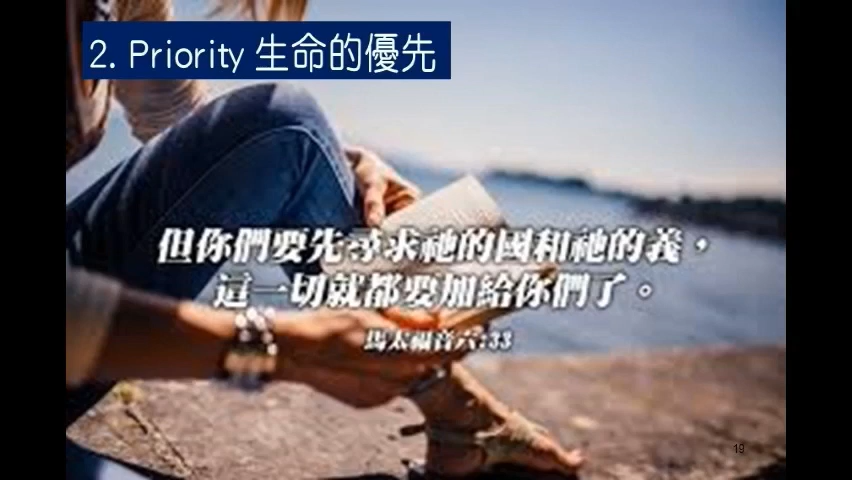 2. Priority 生命的優先
但你們要先尋求祂的國和祂的義，
這一切就都要加給你們了。
馬太福音六:33
19